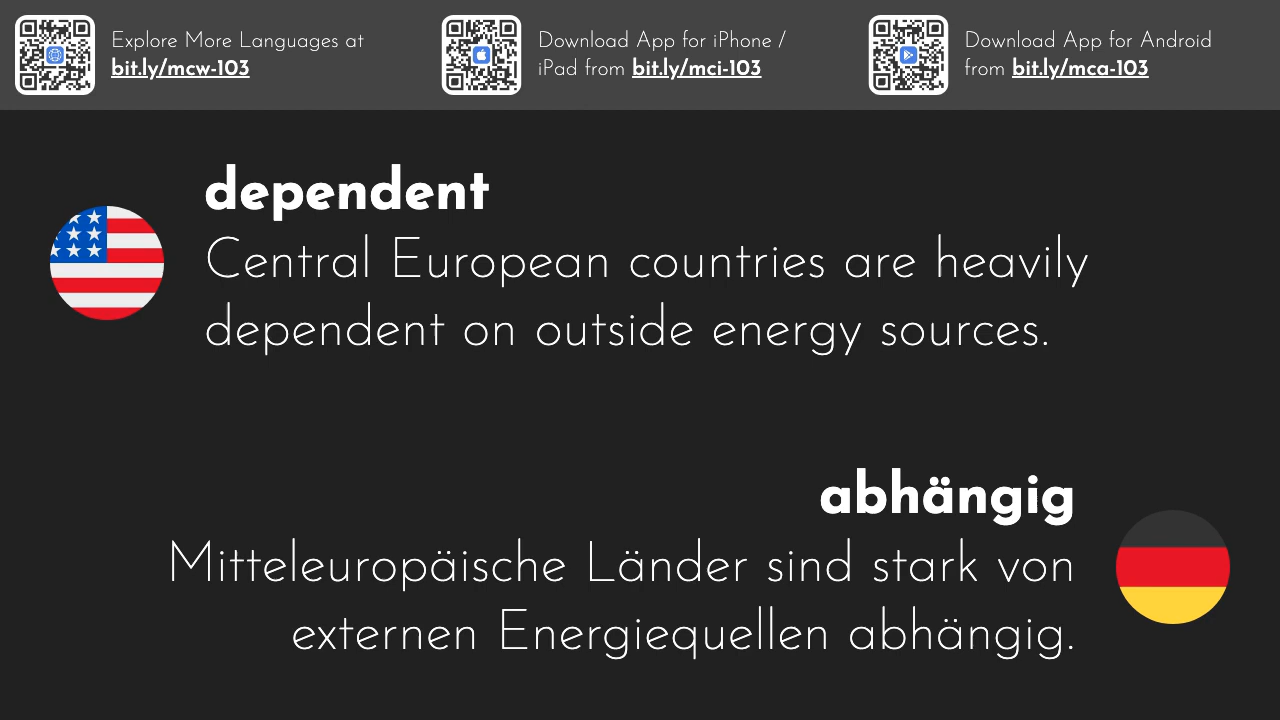 Explore More Languages at
bit.ly/mcw-103
Download App for iPhone /
iPad from bit.ly/mci-103
Download App for Android
from bit.ly/mca-103
dependent
Central European countries are heavily
dependent on outside energy sources.
abhängig
Mitteleuropäische Länder sind stark von
externen Energiequellen abhängig.